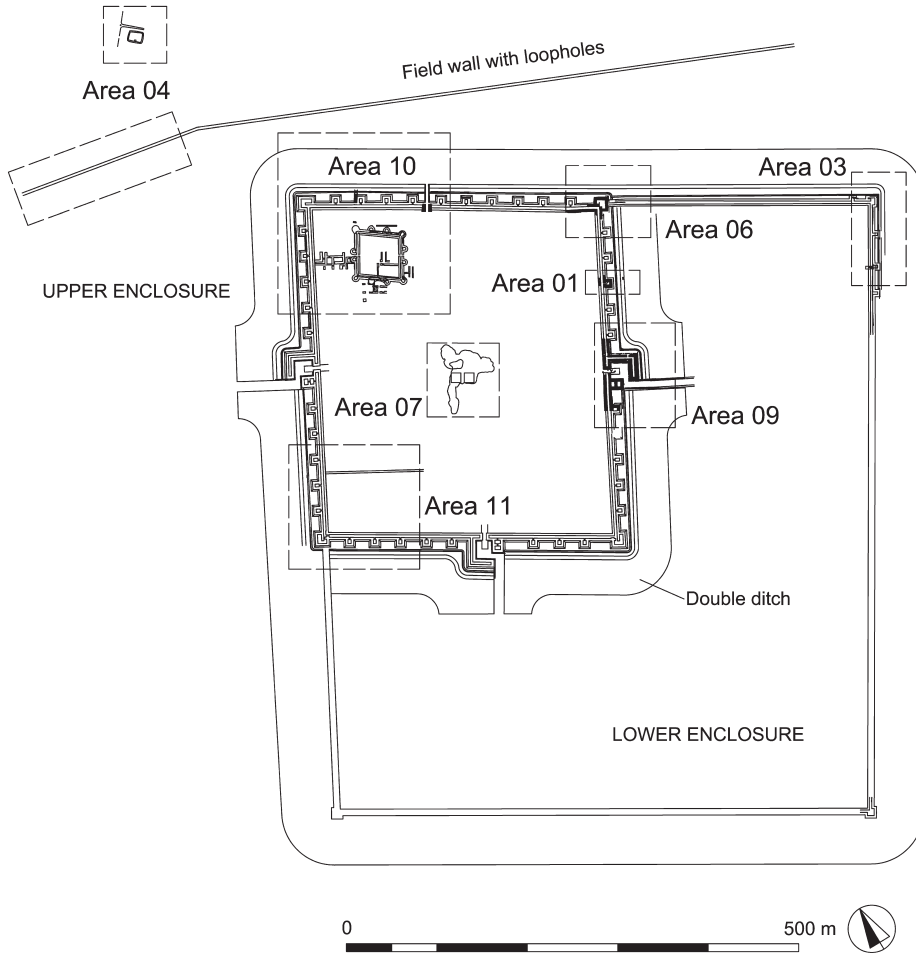 Field wall with loopholes
Area 04
Area 10
Area 03
Area 06
Area 01
UPPER ENCLOSURE
Area 07
Area 09
Area 11
Double ditch
LOWER ENCLOSURE
0
500 m